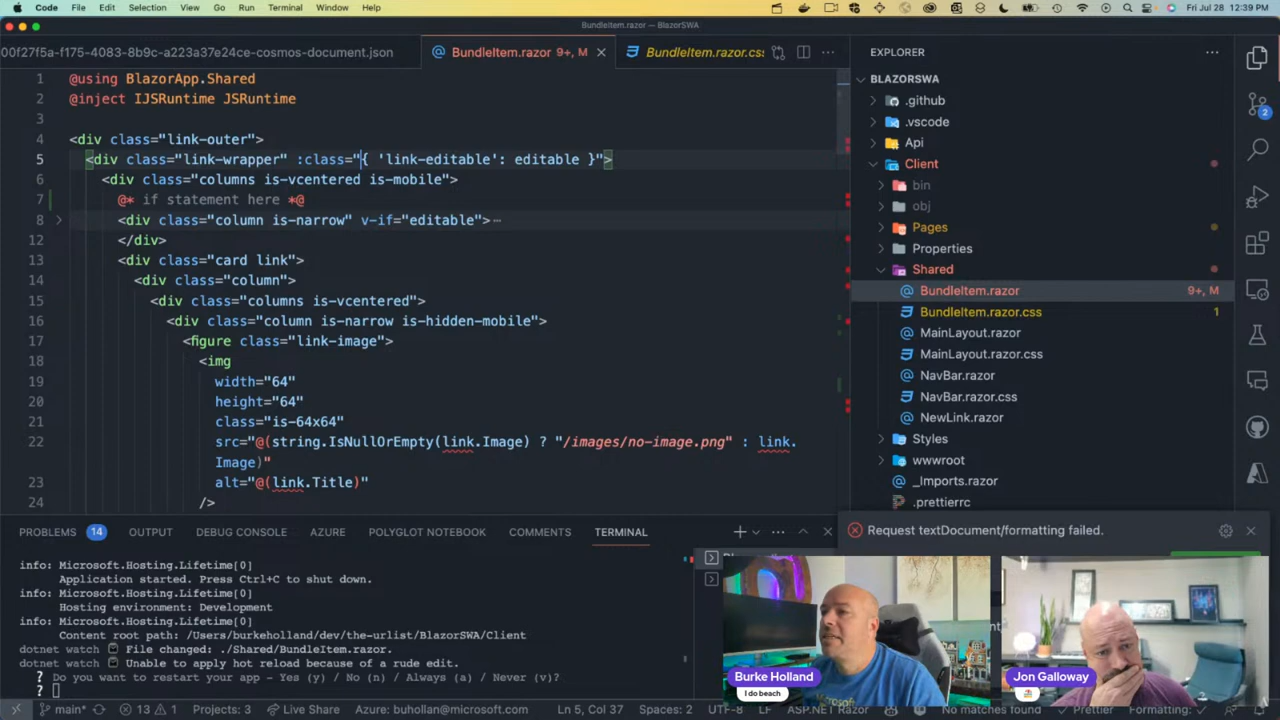 Code File Edit Selection View Go Run Terminal Window Help Fri Jul 28 12:39 PM
BundleItem.razor — BlazorSWA
00f27f5a-f175-4083-8b9c-a223a37e24ce-cosmos-document.json BundleItem.razor 9+, M BundleItem.razor.css
1 @using BlazorApp.Shared
2 @inject IJSRuntime JSRuntime
3
4 <div class="link-outer">
5 <div class="link-wrapper" :class="{ 'link-editable': editable }">
6 <div class="columns is-vcentered is-mobile">
7 @* if statement here *@
8 <div class="column is-narrow" v-if="editable">⋯
12 </div>
13 <div class="card link">
14 <div class="column">
15 <div class="columns is-vcentered">
16 <div class="column is-narrow is-hidden-mobile">
17 <figure class="link-image">
18 <img
19 width="64"
20 height="64"
21 class="is-64x64"
22 src="@(string.IsNullOrEmpty(link.Image) ? "/images/no-image.png" : link.
Image)"
23 alt="@(link.Title)"
24 />
EXPLORER
BLAZORSWA
.github
.vscode
Api
Client
bin
obj
Pages
Properties
Shared
BundleItem.razor 9+, M
BundleItem.razor.css 1
MainLayout.razor
MainLayout.razor.css
NavBar.razor
NavBar.razor.css
NewLink.razor
Styles
wwwroot
_Imports.razor
.prettierrc
2
PROBLEMS 14 OUTPUT DEBUG CONSOLE AZURE POLYGLOT NOTEBOOK COMMENTS TERMINAL
Request textDocument/formatting failed.
info: Microsoft.Hosting.Lifetime[0]
Application started. Press Ctrl+C to shut down.
info: Microsoft.Hosting.Lifetime[0]
Hosting environment: Development
info: Microsoft.Hosting.Lifetime[0]
Content root path: /Users/burkeholland/dev/the-urlist/BlazorSWA/Client
dotnet watch File changed: ./Shared/BundleItem.razor.
dotnet watch Unable to apply hot reload because of a rude edit.
? Do you want to restart your app - Yes (y) / No (n) / Always (a) / Never (v)?
?
Burke Holland
I do beach
Jon Galloway
main* 13 1 Projects: 3 Live Share Azure: buhollan@microsoft.com Ln 5, Col 37 Spaces: 2 UTF-8 LF ASP.NET Razor No matches found Prettier Formatting: